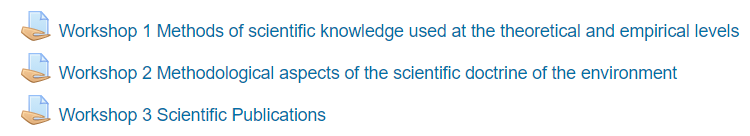 Workshop 1 Methods of scientific knowledge used at the theoretical and empirical levels
Workshop 2 Methodological aspects of the scientific doctrine of the environment
Workshop 3 Scientific Publications